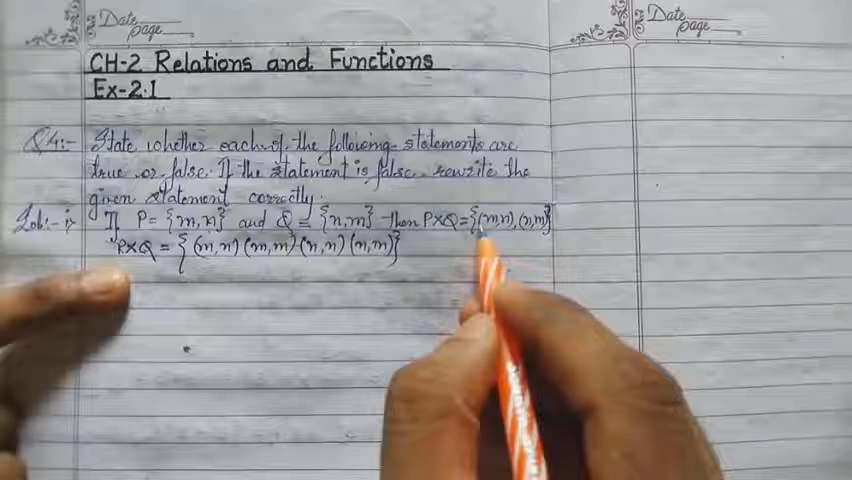 Date
Page
Date
Page
CH-2 Relations and Functions
Ex-2.1
Q4:- State whether each of the following statements are
true or false. If the statement is false, rewrite the
given statement correctly.
Sol:- i› If P = {m,n} and Q = {n,m} then P×Q = {(m,n),(n,m)}
P×Q = { (m,n) (m,m) (n,n) (n,m)}